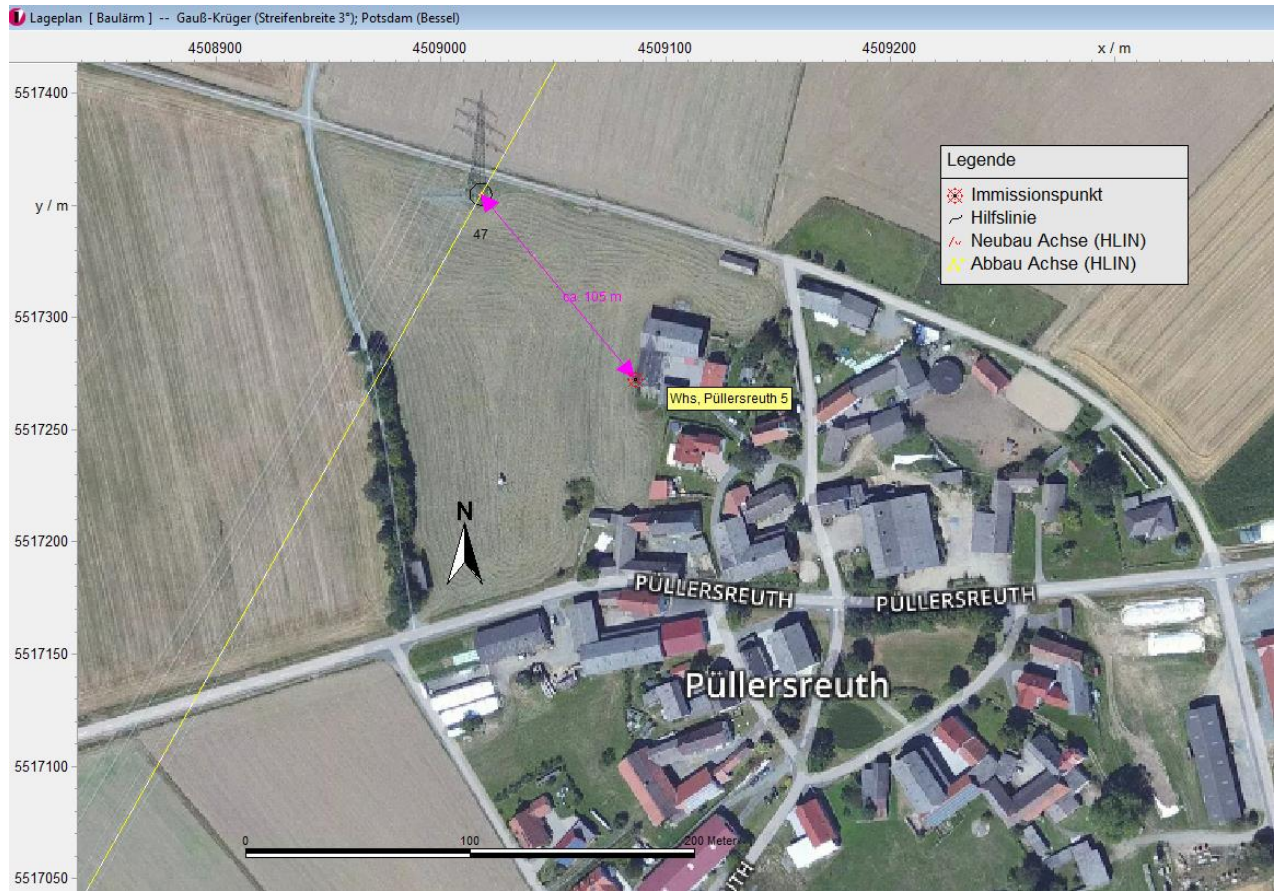 Lageplan [ Baulärm ] -- Gauß-Krüger (Streifenbreite 3°); Potsdam (Bessel)
4508900 4509000 4509100 4509200 x / m
5517400
y / m
5517300
5517250
5517200
5517150
5517100
5517050
Legende
Immissionspunkt
Hilfslinie
Neubau Achse (HLIN)
Abbau Achse (HLIN)
47
ca. 105 m
Whs, Püllersreuth 5
N
PÜLLERSREUTH PÜLLERSREUTH
Püllersreuth
0 100 200 Meter
UTH